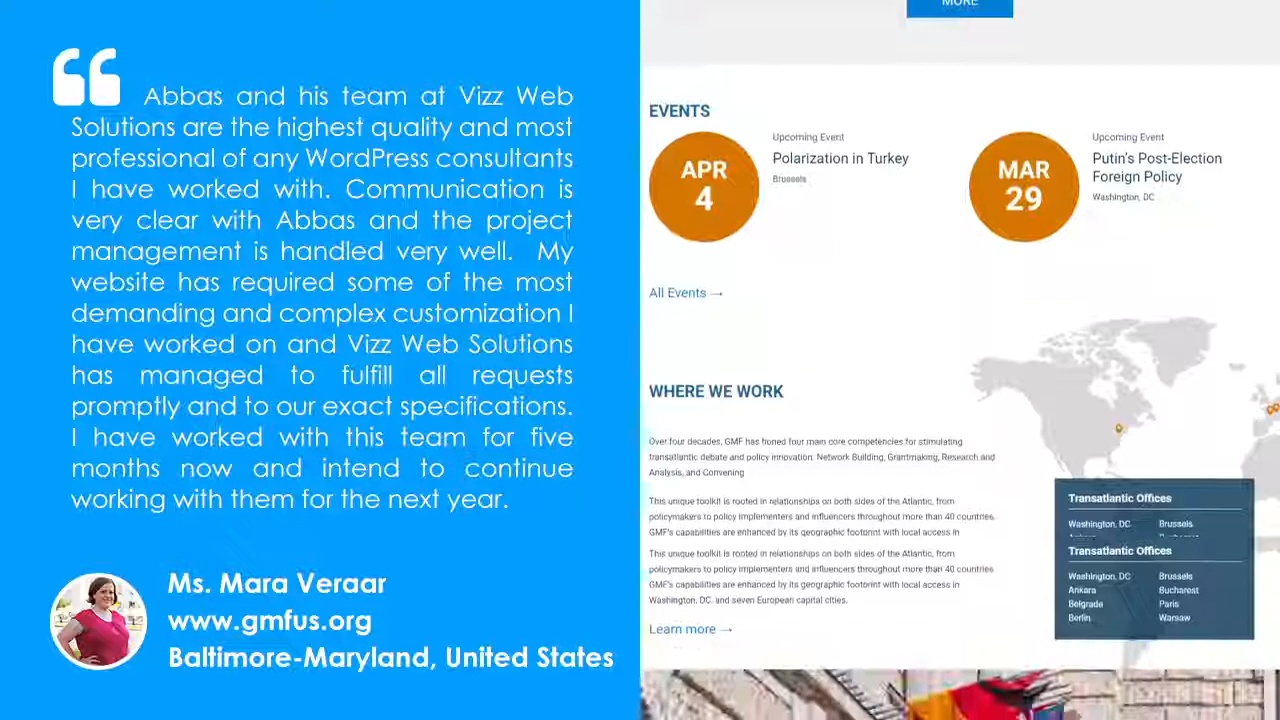 Abbas and his team at Vizz Web
Solutions are the highest quality and most
professional of any WordPress consultants
I have worked with. Communication is
very clear with Abbas and the project
management is handled very well. My
website has required some of the most
demanding and complex customization I
have worked on and Vizz Web Solutions
has managed to fulfill all requests
promptly and to our exact specifications.
I have worked with this team for five
months now and intend to continue
working with them for the next year.
Ms. Mara Veraar
www.gmfus.org
Baltimore-Maryland, United States
MORE
EVENTS
APR
4
Upcoming Event
Polarization in Turkey
Brussels
MAR
29
Upcoming Event
Putin's Post-Election
Foreign Policy
Washington, DC
All Events →
WHERE WE WORK
Over four decades, GMF has honed four main core competencies for stimulating
transatlantic debate and policy innovation: Network Building, Grantmaking, Research and
Analysis, and Convening
This unique toolkit is rooted in relationships on both sides of the Atlantic, from
policymakers to policy implementers and influencers throughout more than 40 countries.
GMF's capabilities are enhanced by its geographic footprint with local access in
This unique toolkit is rooted in relationships on both sides of the Atlantic, from
policymakers to policy implementers and influencers throughout more than 40 countries.
GMF's capabilities are enhanced by its geographic footprint with local access in
Washington, DC. and seven European capital cities.
Learn more →
Transatlantic Offices
Washington, DC Brussels
Transatlantic Offices
Washington, DC Brussels
Ankara Bucharest
Belgrade Paris
Berlin Warsaw